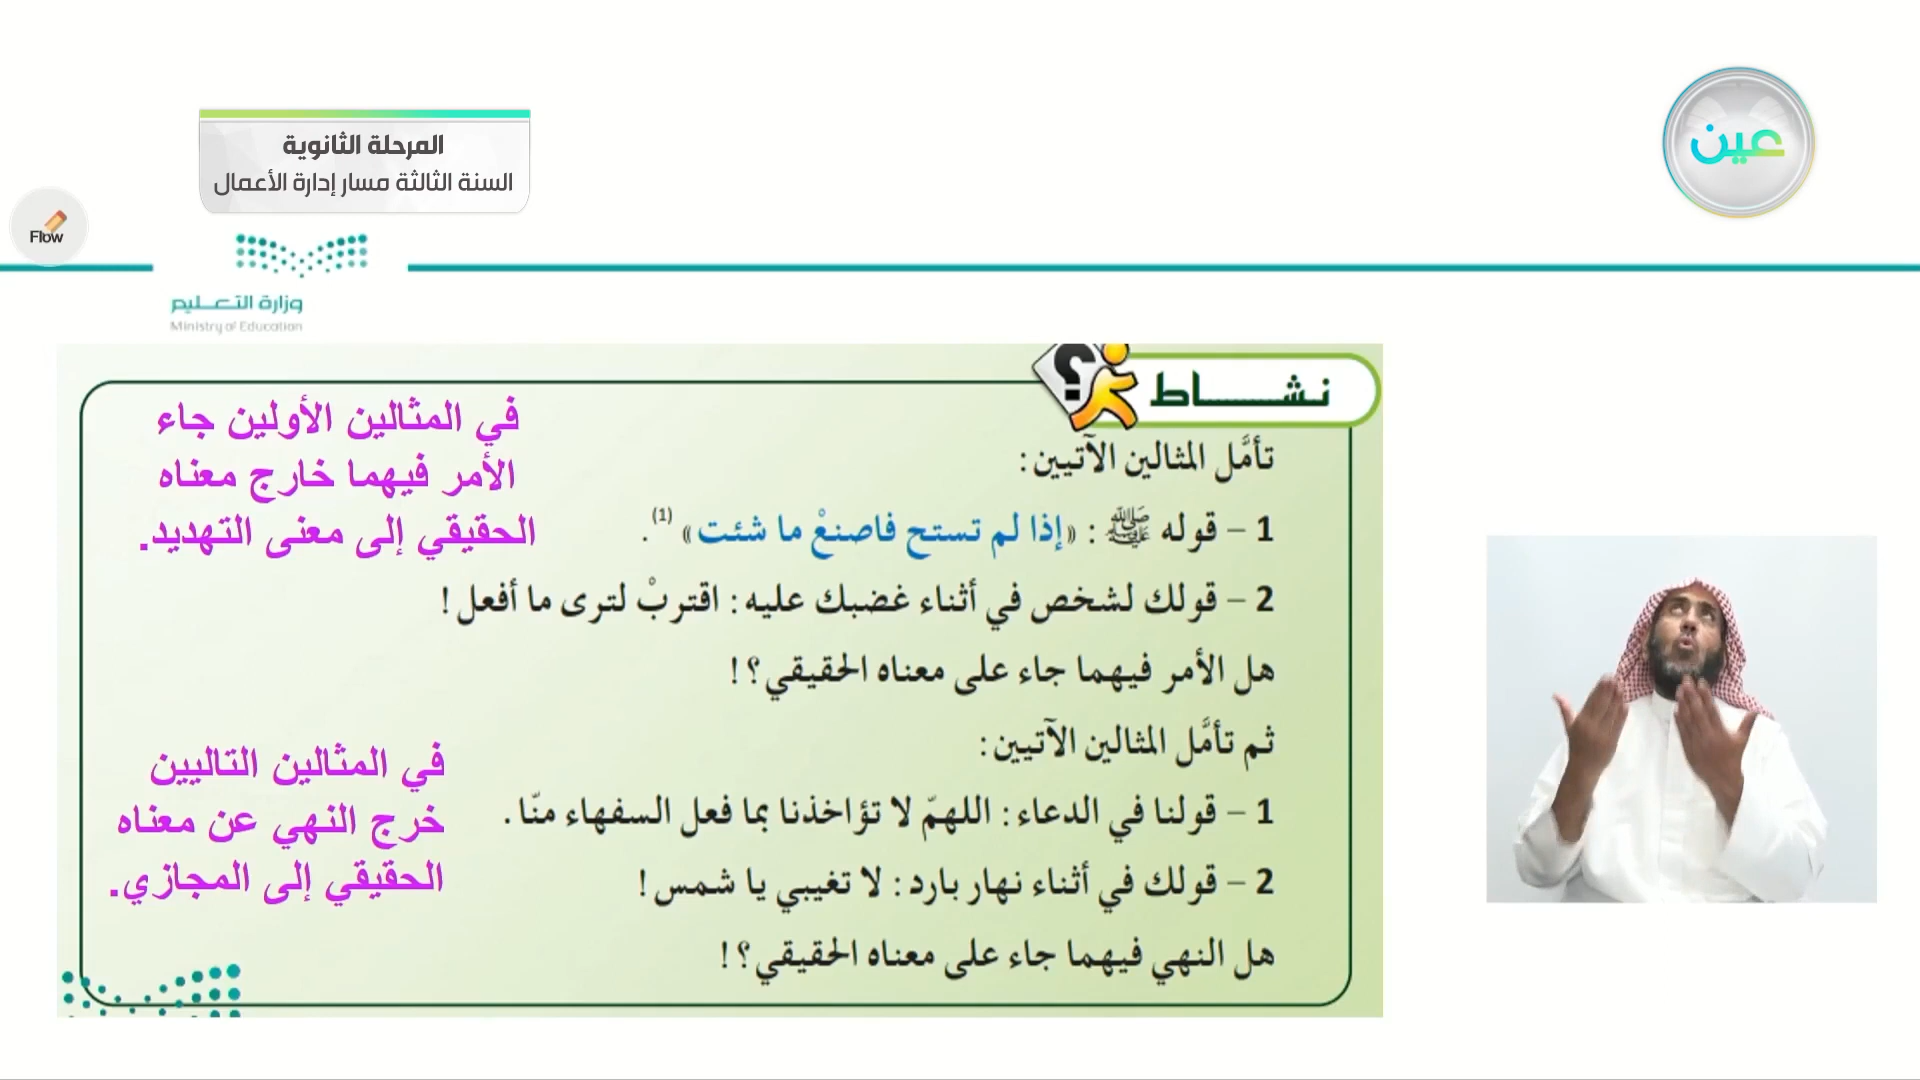 عين
المرحلة الثانوية
السنة الثالثة مسار إدارة الأعمال
Flow
وزارة التعـليم
Ministry of Education
نشـــــاط
تأمَّل المثالين الآتيين:
1 – قوله ﷺ : «إذا لم تستح فاصنعْ ما شئت» (1).
2 – قولك لشخص في أثناء غضبك عليه: اقتربْ لترى ما أفعل!
هل الأمر فيهما جاء على معناه الحقيقي؟!
ثم تأمَّل المثالين الآتيين:
1 – قولنا في الدعاء: اللهمّ لا تؤاخذنا بما فعل السفهاء منّا.
2 – قولك في أثناء نهار بارد: لا تغيبي يا شمس!
هل النهي فيهما جاء على معناه الحقيقي؟!
في المثالين الأولين جاء
الأمر فيهما خارج معناه
الحقيقي إلى معنى التهديد.
في المثالين التاليين
خرج النهي عن معناه
الحقيقي إلى المجازي.